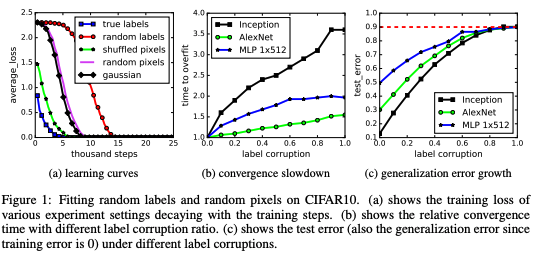 2.5
2.0
1.5
1.0
0.5
0.0
average_loss
true labels
random labels
shuffled pixels
random pixels
gaussian
0 5 10 15 20 25
thousand steps
(a) learning curves
4.0
3.5
3.0
2.5
2.0
1.5
1.0
time to overfit
Inception
AlexNet
MLP 1x512
0.0 0.2 0.4 0.6 0.8 1.0
label corruption
(b) convergence slowdown
1.0
0.9
0.8
0.7
0.6
0.5
0.4
0.3
0.2
0.1
test_error
Inception
AlexNet
MLP 1x512
0.0 0.2 0.4 0.6 0.8 1.0
label corruption
(c) generalization error growth
Figure 1: Fitting random labels and random pixels on CIFAR10. (a) shows the training loss of
various experiment settings decaying with the training steps. (b) shows the relative convergence
time with different label corruption ratio. (c) shows the test error (also the generalization error since
training error is 0) under different label corruptions.